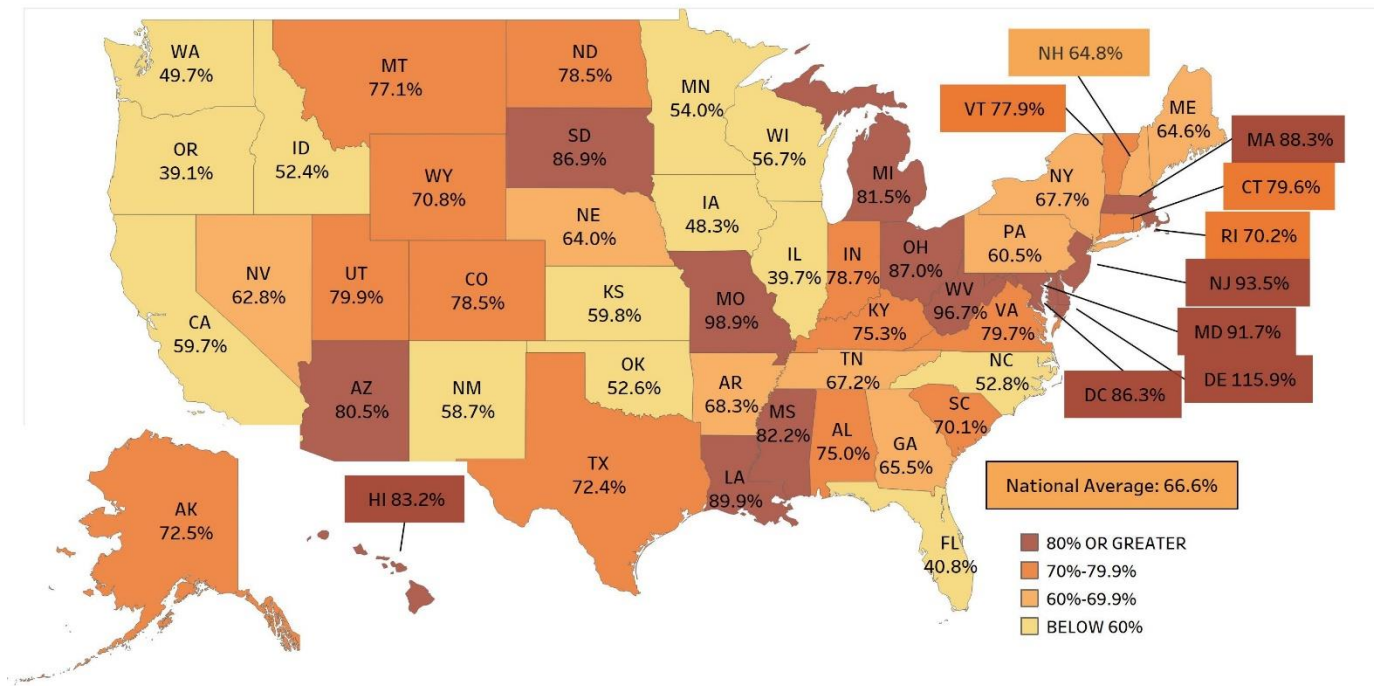 WA
49.7%
MT
77.1%
ND
78.5%
MN
54.0%
NH 64.8%
VT 77.9%
ME
64.6%
MA 88.3%
OR
39.1%
ID
52.4%
SD
86.9%
WI
56.7%
MI
81.5%
NY
67.7%
CT 79.6%
WY
70.8%
NE
64.0%
IA
48.3%
PA
60.5%
RI 70.2%
NV
62.8%
UT
79.9%
CO
78.5%
KS
59.8%
MO
98.9%
IL
39.7%
IN
78.7%
OH
87.0%
WV
96.7%
NJ 93.5%
CA
59.7%
KY
75.3%
VA
79.7%
MD 91.7%
AZ
80.5%
NM
58.7%
OK
52.6%
AR
68.3%
TN
67.2%
NC
52.8%
DE 115.9%
DC 86.3%
TX
72.4%
LA
89.9%
MS
82.2%
AL
75.0%
GA
65.5%
SC
70.1%
National Average: 66.6%
AK
72.5%
HI 83.2%
FL
40.8%
80% OR GREATER
70%-79.9%
60%-69.9%
BELOW 60%